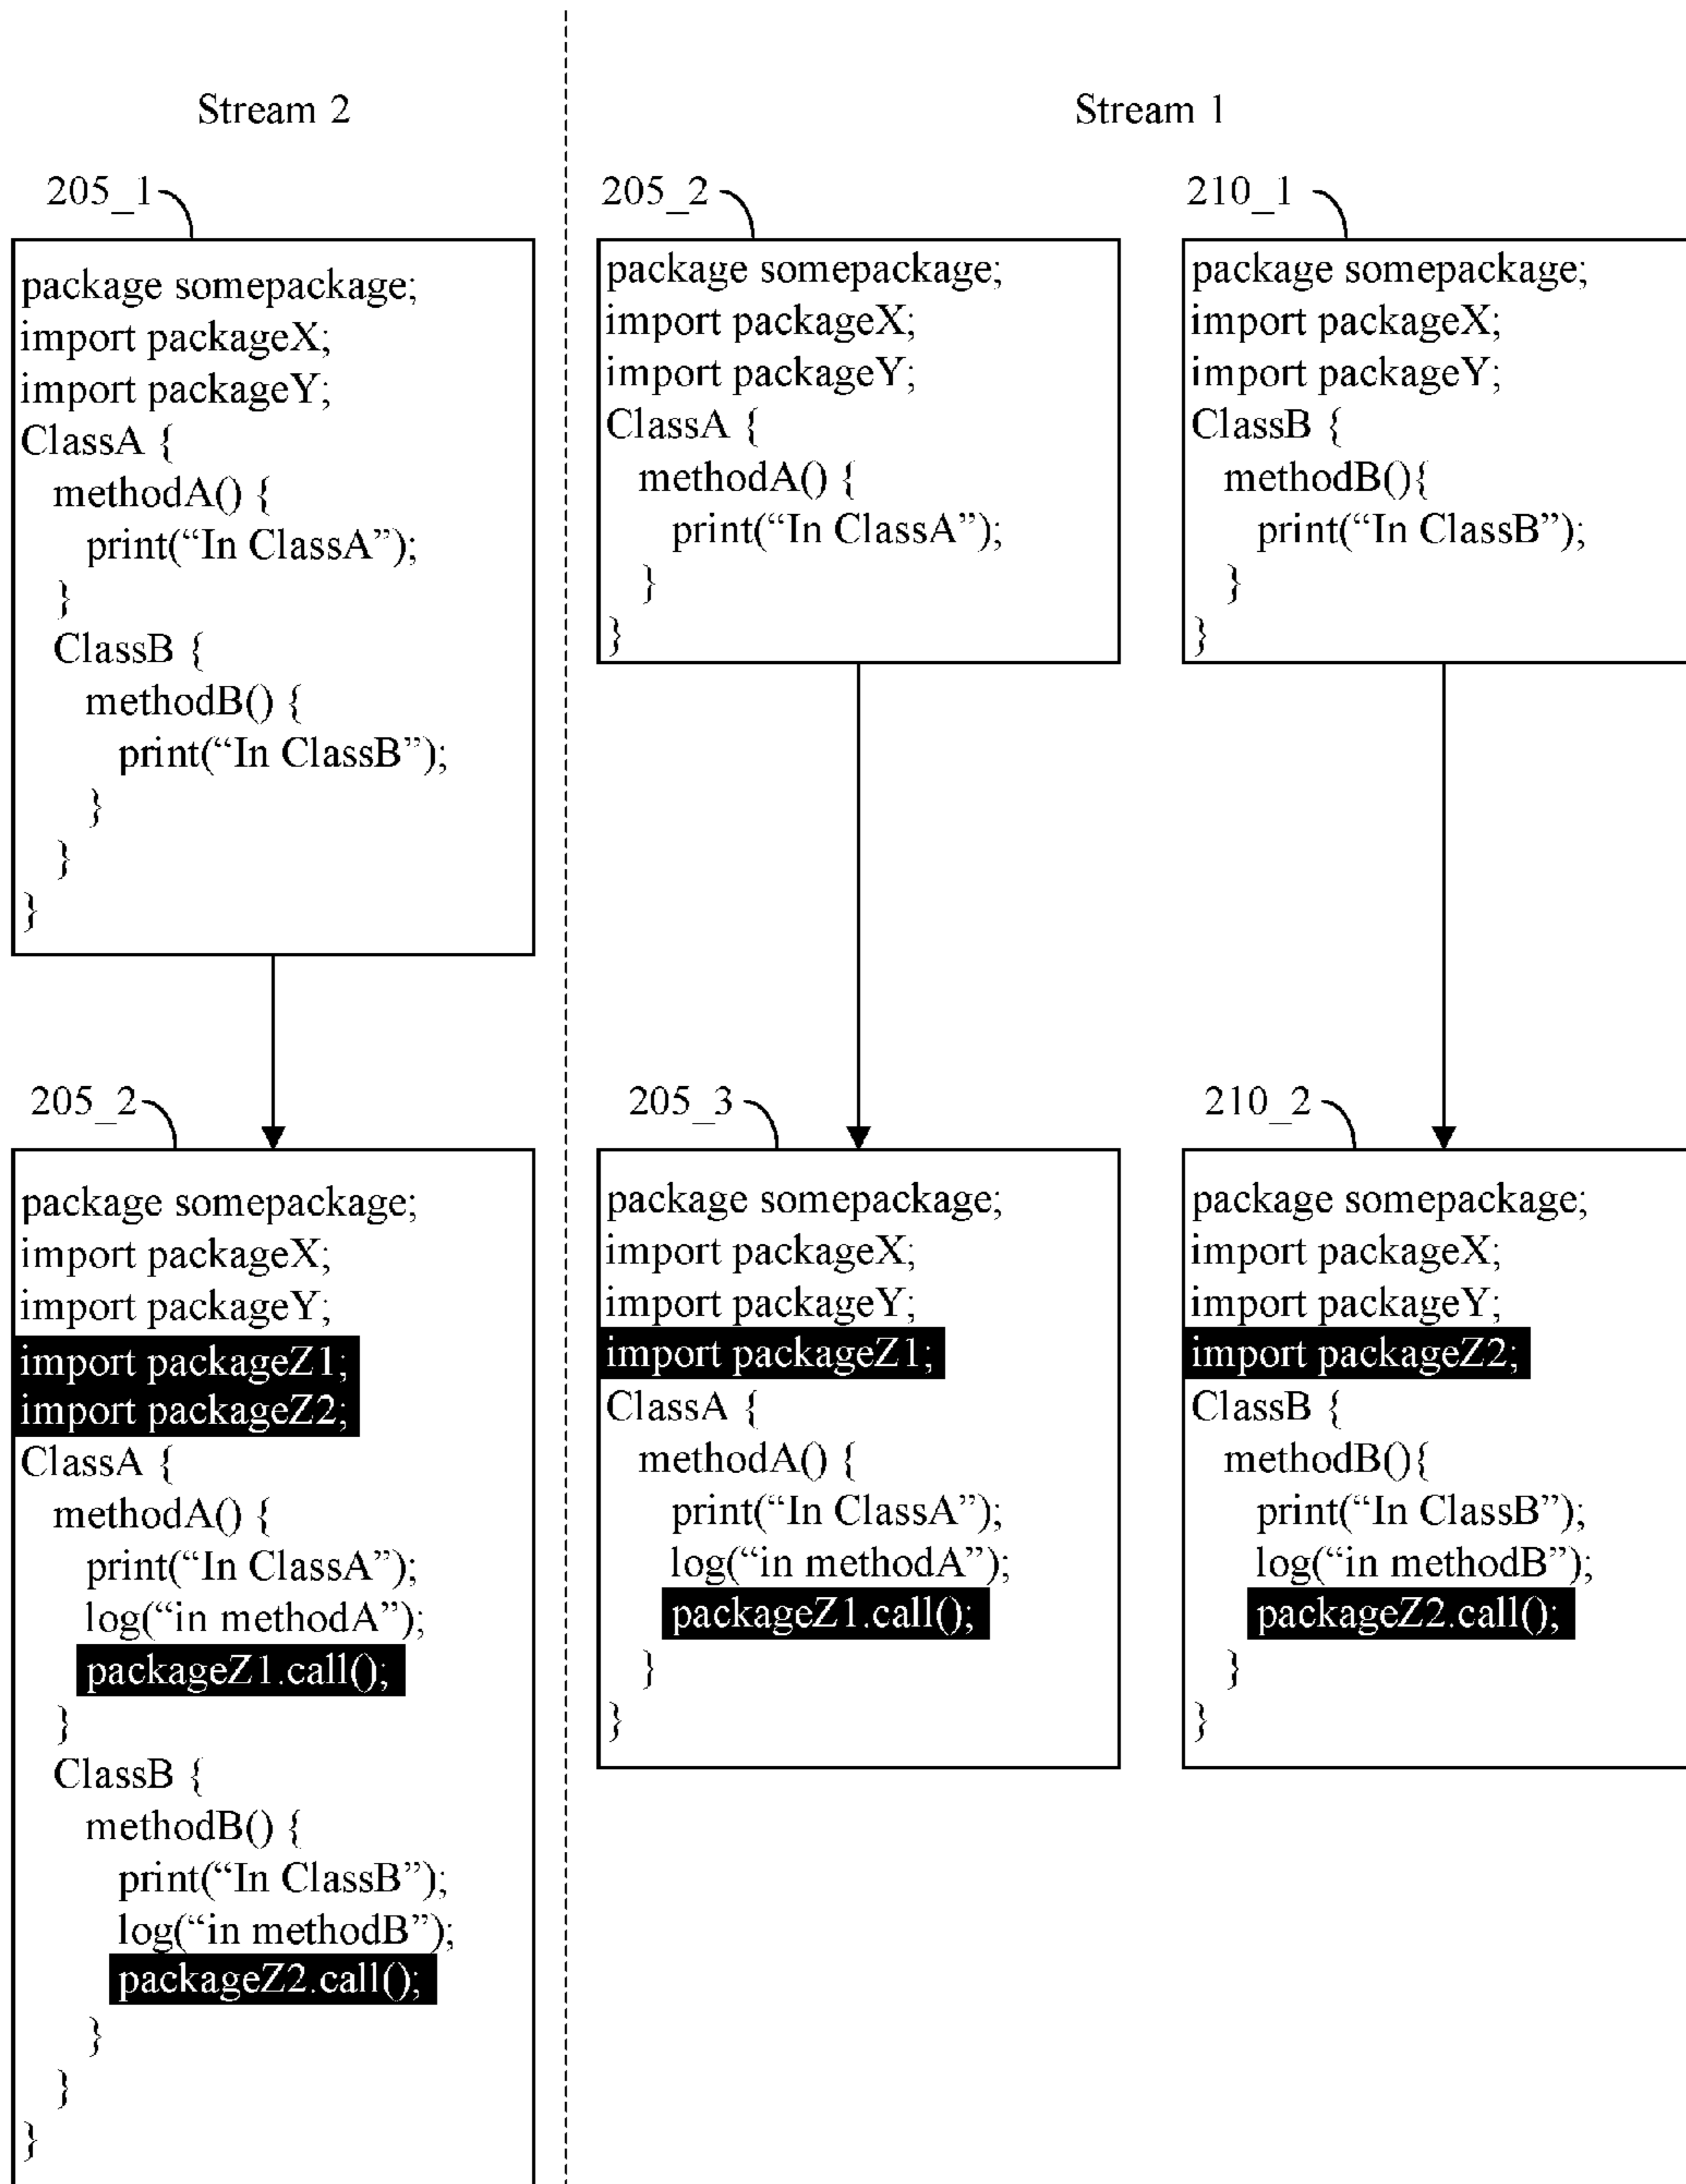 Stream 2
205_1
package somepackage;
import packageX;
import packageY;
ClassA {
methodA() {
print(“In ClassA”);
}
ClassB {
methodB() {
print(“In ClassB”);
}
}
}
205_2
package somepackage;
import packageX;
import packageY;
import packageZ1;
import packageZ2;
ClassA {
methodA() {
print(“In ClassA”);
log(“in methodA”);
packageZ1.call();
}
ClassB {
methodB() {
print(“In ClassB”);
log(“in methodB”);
packageZ2.call();
}
}
}
Stream 1
205_2
package somepackage;
import packageX;
import packageY;
ClassA {
methodA() {
print(“In ClassA”);
}
}
205_3
package somepackage;
import packageX;
import packageY;
import packageZ1;
ClassA {
methodA() {
print(“In ClassA”);
log(“in methodA”);
packageZ1.call();
}
}
210_1
package somepackage;
import packageX;
import packageY;
ClassB {
methodB(){
print(“In ClassB”);
}
}
210_2
package somepackage;
import packageX;
import packageY;
import packageZ2;
ClassB {
methodB(){
print(“In ClassB”);
log(“in methodB”);
packageZ2.call();
}
}